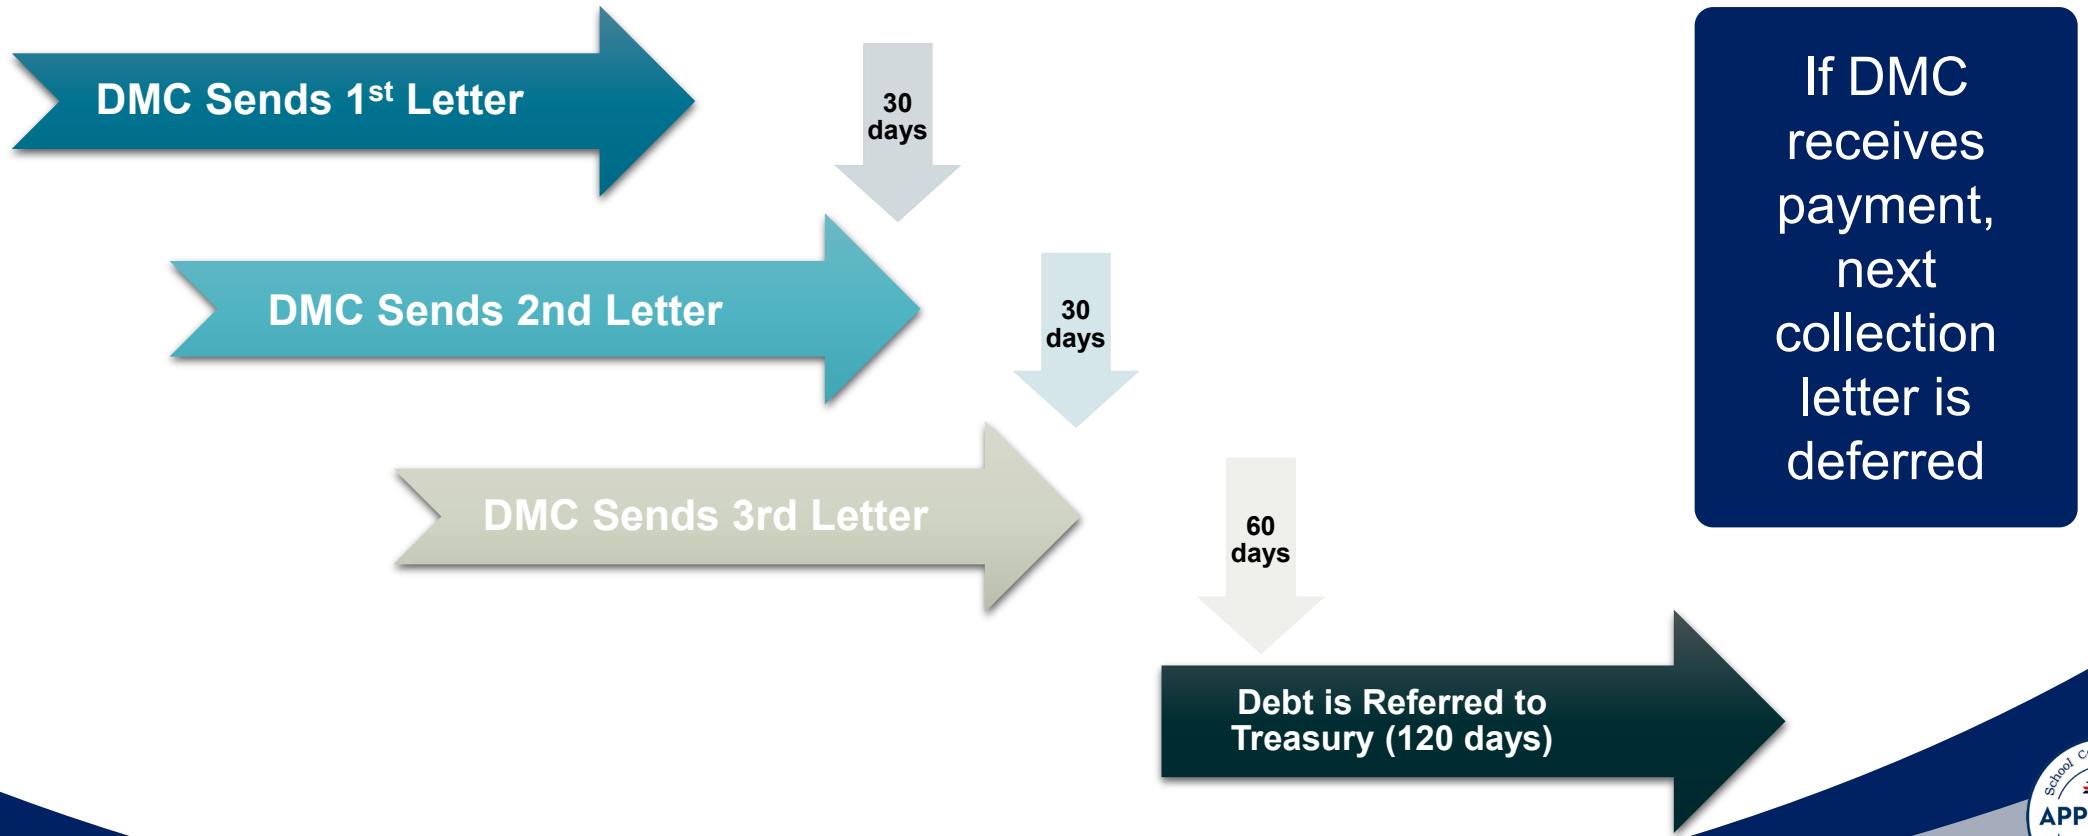 DMC Sends 1st Letter
30
days
DMC Sends 2nd Letter
30
days
DMC Sends 3rd Letter
60
days
Debt is Referred to
Treasury (120 days)
If DMC
receives
payment,
next
collection
letter is
deferred
School
APP